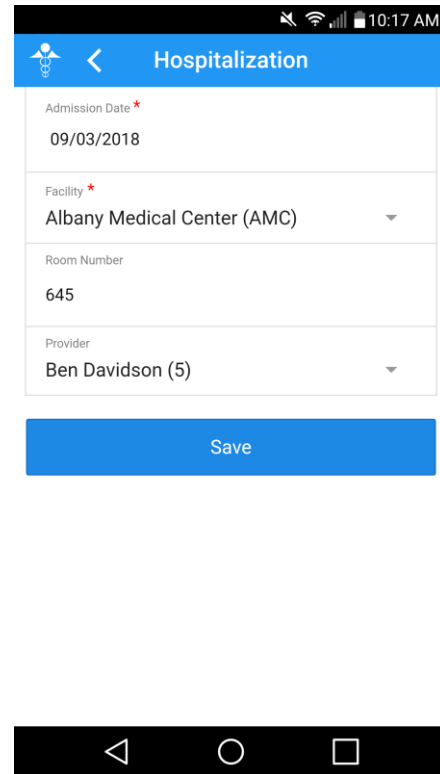 10:17 AM
Hospitalization
Admission Date *
09/03/2018
Facility *
Albany Medical Center (AMC)
Room Number
645
Provider
Ben Davidson (5)
Save